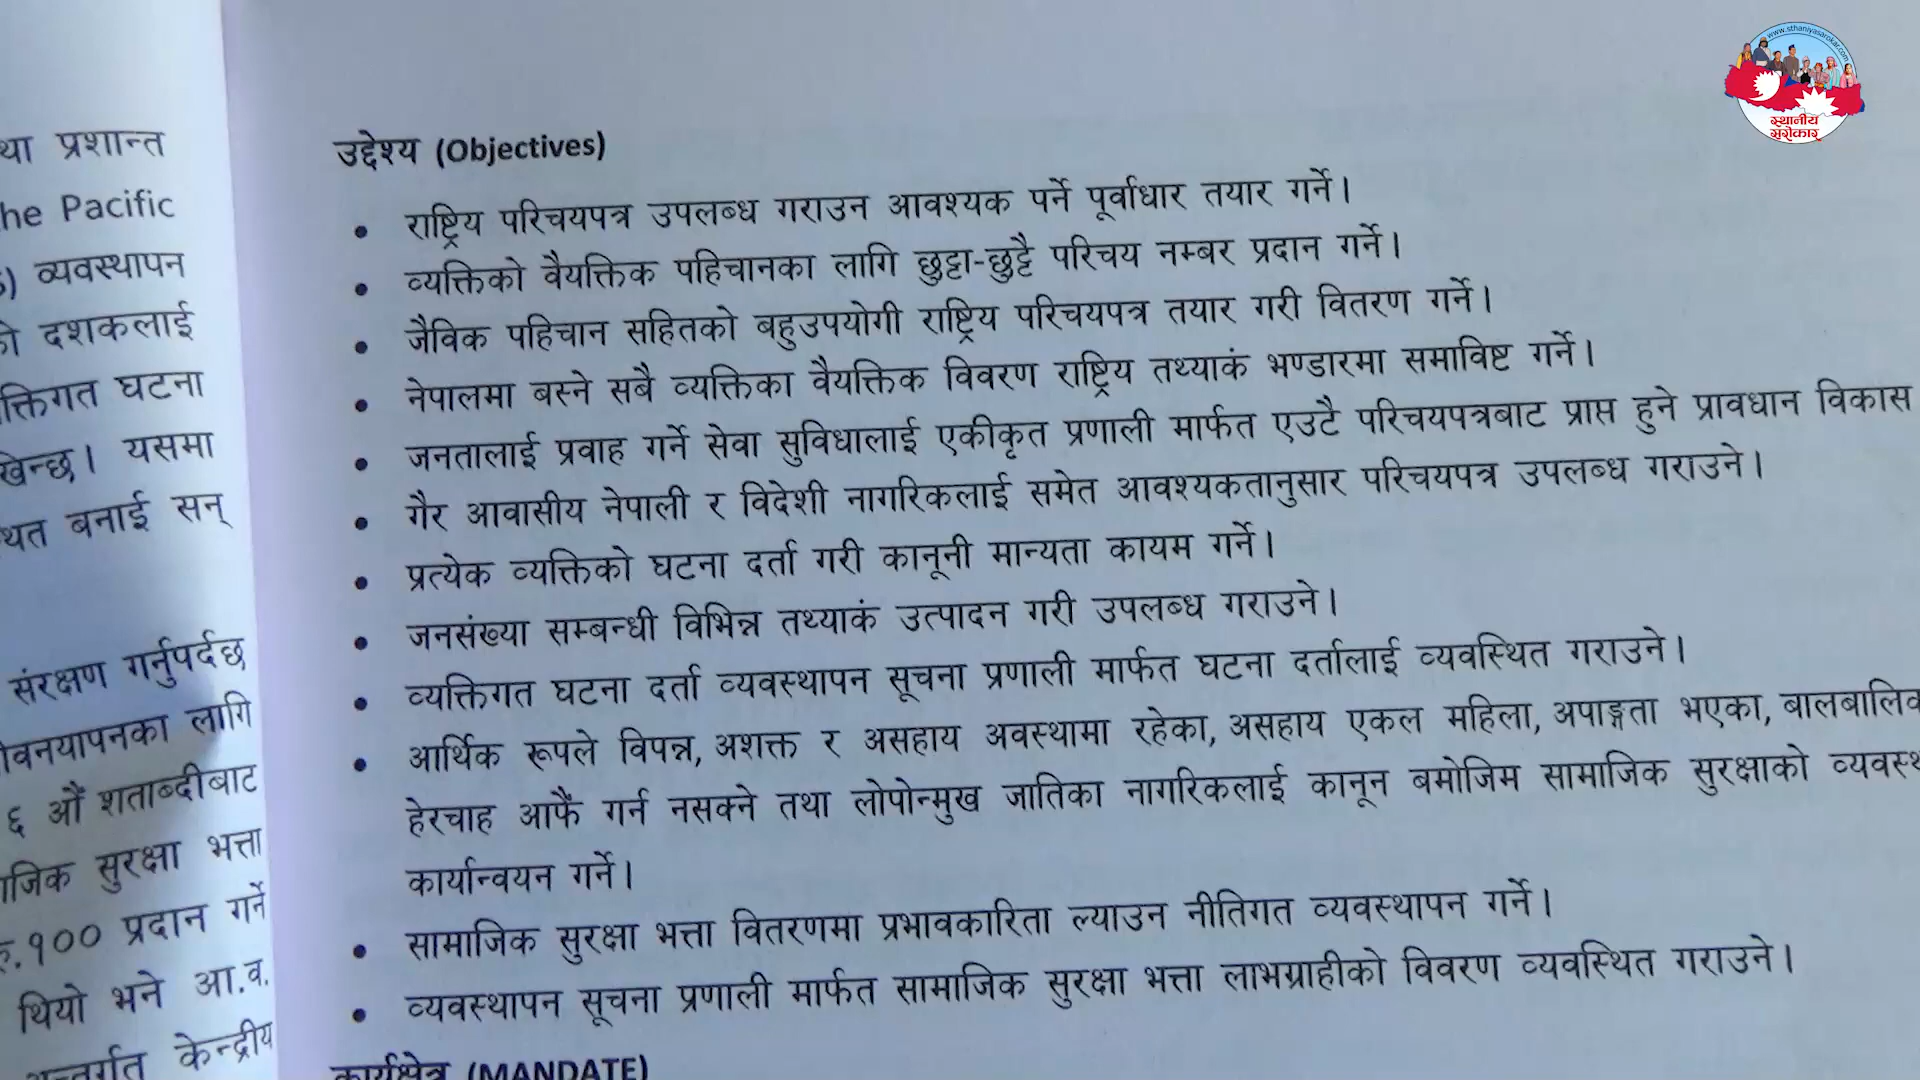 था प्रशान्त
he Pacific
) व्यवस्थापन
दशकलाई
क्तिगत घटना
यसमा
बनाई सन्
संरक्षण गर्नुपर्दछ
लागि
६ औं शताब्दीबाट
सुरक्षा भत्ता
रु.१०० प्रदान गर्ने
थियो भने आ.व.
केन्द्रीय
उद्देश्य (Objectives)
• राष्ट्रिय परिचयपत्र उपलब्ध गराउन आवश्यक पर्ने पूर्वाधार तयार गर्ने।
• व्यक्तिको वैयक्तिक पहिचानका लागि छुट्टा-छुट्टै परिचय नम्बर प्रदान गर्ने।
• जैविक पहिचान सहितको बहुउपयोगी राष्ट्रिय परिचयपत्र तयार गरी वितरण गर्ने।
• नेपालमा बस्ने सबै व्यक्तिका वैयक्तिक विवरण राष्ट्रिय तथ्याकं भण्डारमा समाविष्ट गर्ने।
• जनतालाई प्रवाह गर्ने सेवा सुविधालाई एकीकृत प्रणाली मार्फत एउटै परिचयपत्रबाट प्राप्त हुने प्रावधान विकास
• गैर आवासीय नेपाली र विदेशी नागरिकलाई समेत आवश्यकतानुसार परिचयपत्र उपलब्ध गराउने।
• प्रत्येक व्यक्तिको घटना दर्ता गरी कानूनी मान्यता कायम गर्ने।
• जनसंख्या सम्बन्धी विभिन्न तथ्याकं उत्पादन गरी उपलब्ध गराउने।
• व्यक्तिगत घटना दर्ता व्यवस्थापन सूचना प्रणाली मार्फत घटना दर्तालाई व्यवस्थित गराउने।
• आर्थिक रूपले विपन्न, अशक्त र असहाय अवस्थामा रहेका, असहाय एकल महिला, अपाङ्गता भएका,
हेरचाह आफैं गर्न नसक्ने तथा लोपोन्मुख जातिका नागरिकलाई कानून बमोजिम सामाजिक सुरक्षाको
कार्यान्वयन गर्ने।
• सामाजिक सुरक्षा भत्ता वितरणमा प्रभावकारिता ल्याउन नीतिगत व्यवस्थापन गर्ने।
• व्यवस्थापन सूचना प्रणाली मार्फत सामाजिक सुरक्षा भत्ता लाभग्राहीको विवरण व्यवस्थित गराउने।
कार्यक्षेत्र (MANDATE)
www.sthaniyasarokar.com
स्थानीय
सरोकार